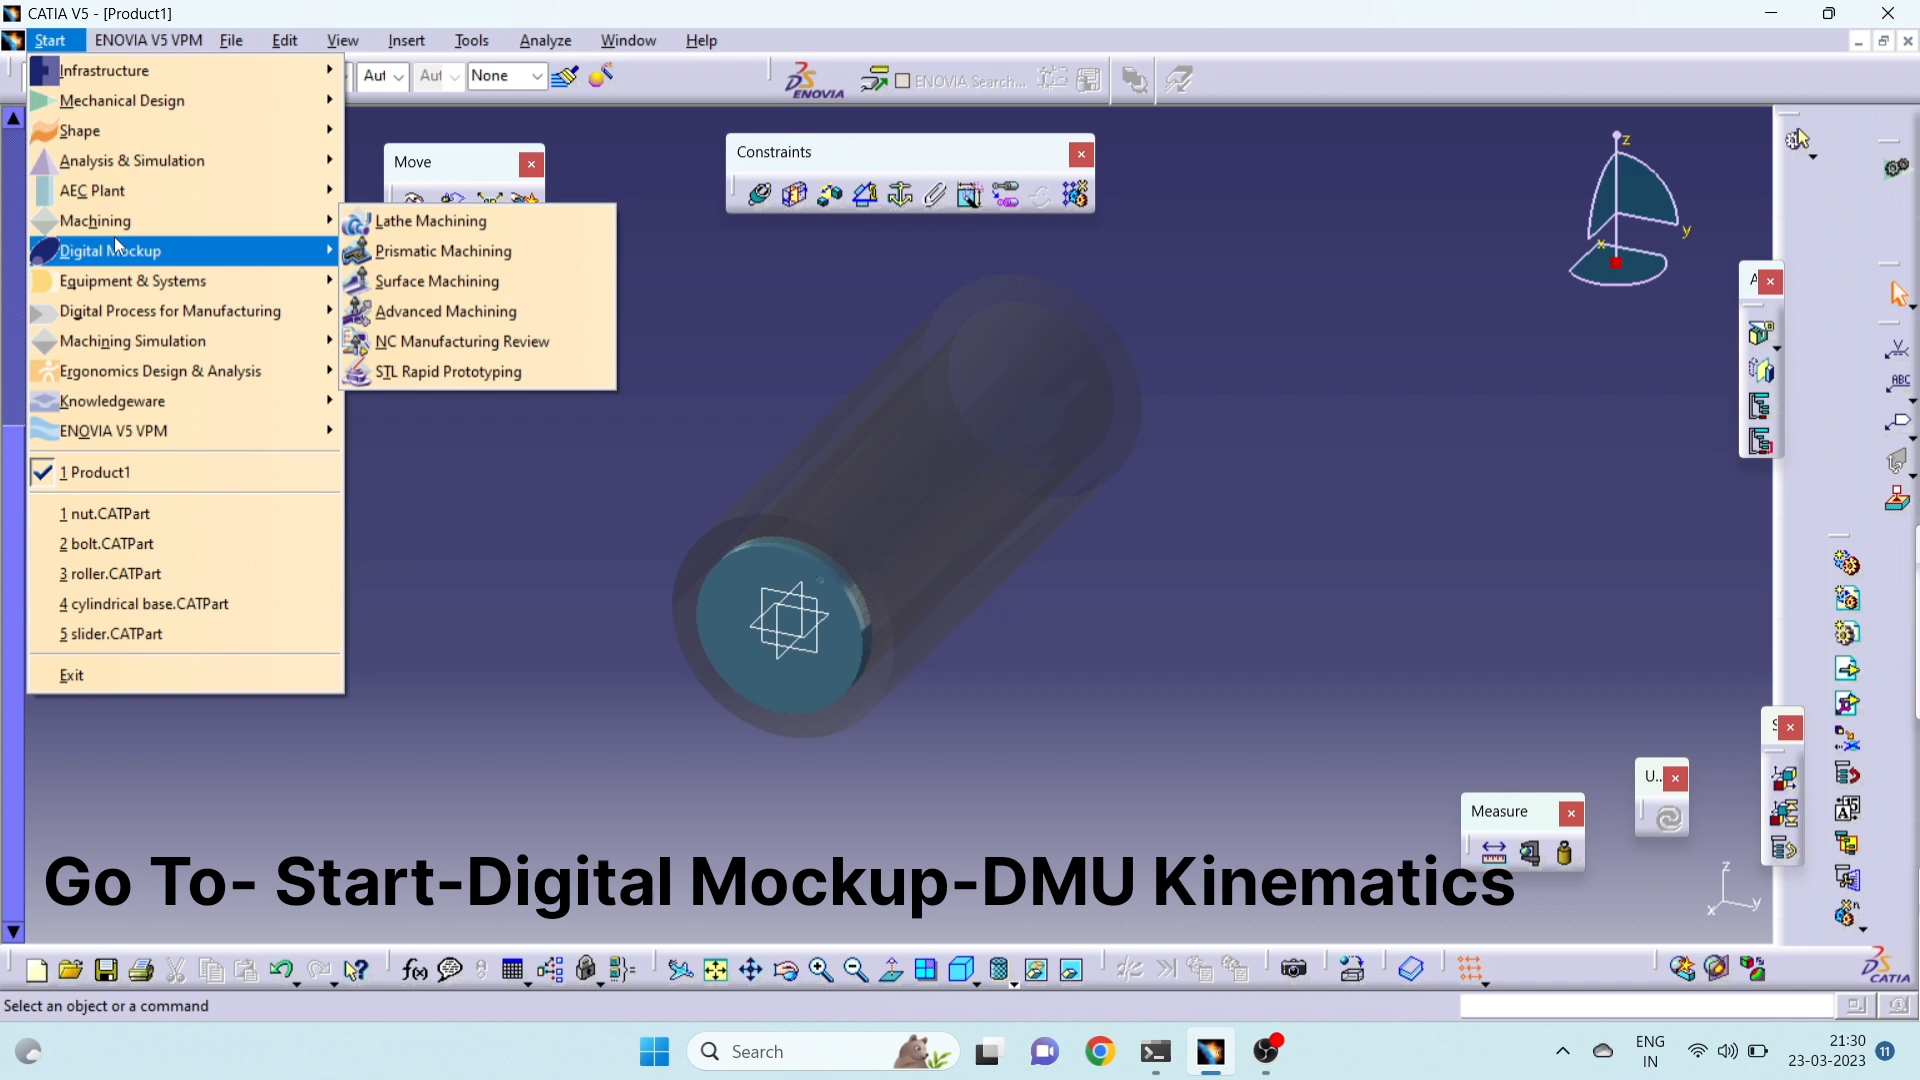 CATIA V5 - [Product1]
Start ENOVIA V5 VPM File Edit View Insert Tools Analyze Window Help
Infrastructure
Mechanical Design
Shape
Analysis & Simulation
AEC Plant
Machining
Digital Mockup
Equipment & Systems
Digital Process for Manufacturing
Machining Simulation
Ergonomics Design & Analysis
Knowledgeware
ENOVIA V5 VPM
1 Product1
1 nut.CATPart
2 bolt.CATPart
3 roller.CATPart
4 cylindrical base.CATPart
5 slider.CATPart
Exit
Aut Aut None
ENOVIA
ENOVIA Search...
Move
Constraints
Lathe Machining
Prismatic Machining
Surface Machining
Advanced Machining
NC Manufacturing Review
STL Rapid Prototyping
z
y
x
ABC
U..
Measure
Go To- Start-Digital Mockup-DMU Kinematics
z
x y
f(x)
CATIA
Select an object or a command
Search
ENG
IN
21:30
23-03-2023
11